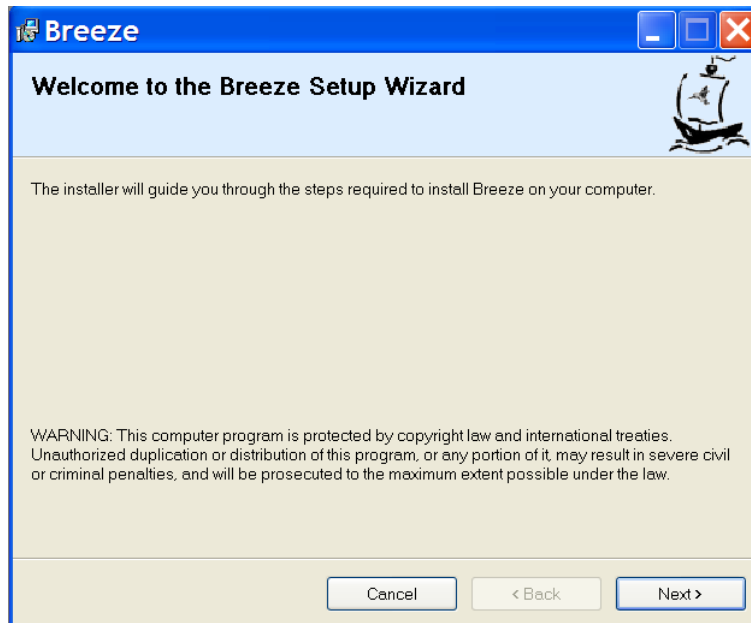 Breeze
Welcome to the Breeze Setup Wizard
The installer will guide you through the steps required to install Breeze on your computer.
WARNING: This computer program is protected by copyright law and international treaties.
Unauthorized duplication or distribution of this program, or any portion of it, may result in severe civil
or criminal penalties, and will be prosecuted to the maximum extent possible under the law.
Cancel
< Back
Next >